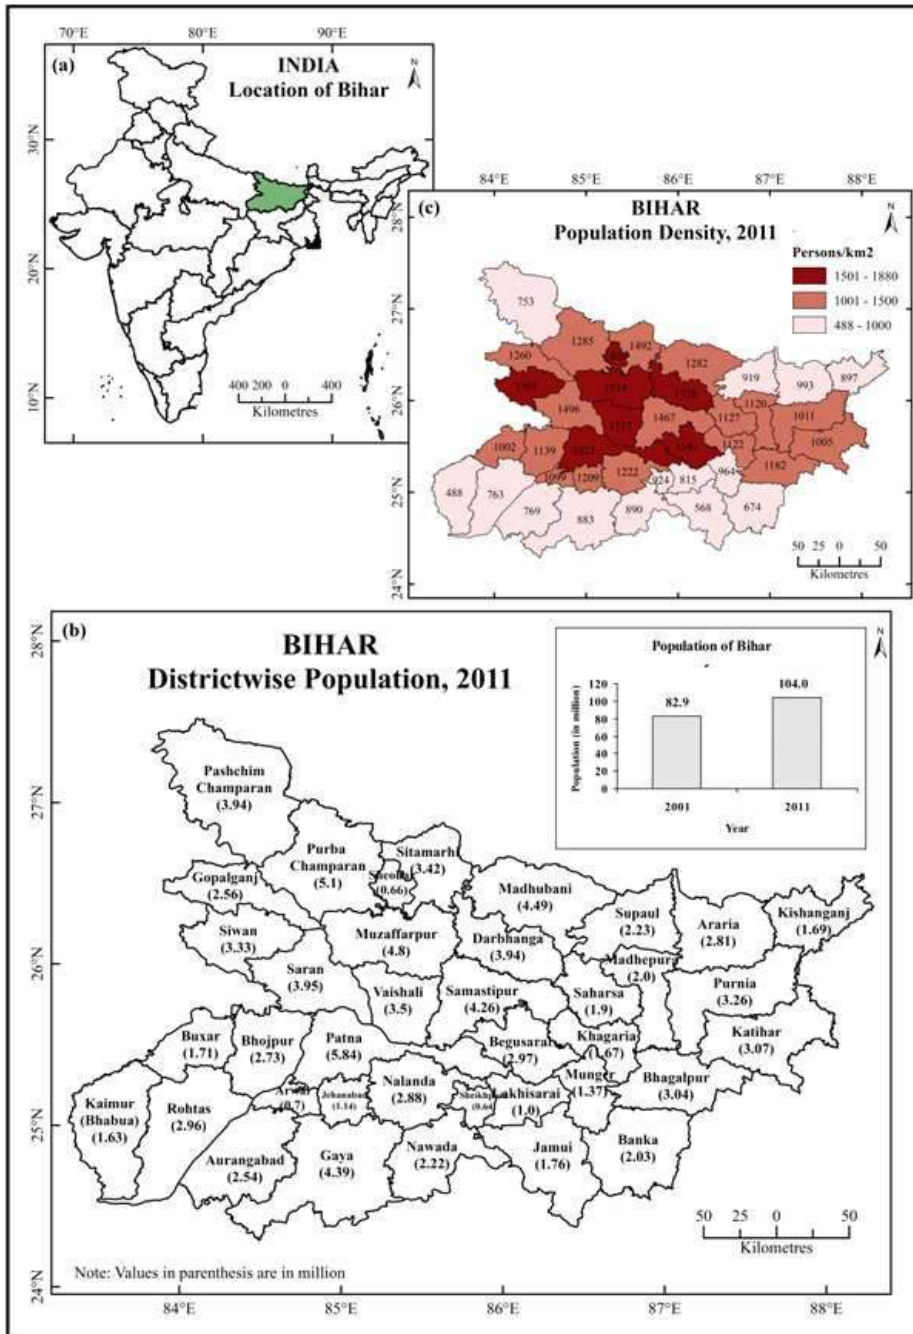 70°E 80°E 90°E
(a)
INDIA
Location of Bihar
N
30°N
20°N
10°N
400 200 0 400
Kilometres
84°E 85°E 86°E 87°E 88°E
(c)
BIHAR
Population Density, 2011
N
Persons/km2
1501 - 1880
1001 - 1500
488 - 1000
28°N
27°N
26°N
25°N
24°N
753
1285
1492
1260
1282
919
993
897
1496
1467
1120
1127
1011
1002
1139
1122
1005
1222
1209
1099
924
815
964
1182
488
763
769
883
890
568
674
50 25 0 50
Kilometres
(b)
BIHAR
Districtwise Population, 2011
N
Population of Bihar
Population (in million)
120
100
80
60
40
20
0
82.9
104.0
2001 2011
Year
28°N
27°N
26°N
25°N
24°N
Pashchim
Champaran
(3.94)
Purba
Champaran
(5.1)
Sitamarhi
(3.42)
(0.66)
Gopalganj
(2.56)
Madhubani
(4.49)
Supaul
(2.23)
Araria
(2.81)
Kishanganj
(1.69)
Siwan
(3.33)
Muzaffarpur
(4.8)
Darbhanga
(3.94)
Madhepura
(2.0)
Saran
(3.95)
Vaishali
(3.5)
Samastipur
(4.26)
Saharsa
(1.9)
Purnia
(3.26)
Buxar
(1.71)
Bhojpur
(2.73)
Patna
(5.84)
Begusarai
(2.97)
Khagaria
(1.67)
Katihar
(3.07)
Kaimur
(Bhabua)
(1.63)
Rohtas
(2.96)
(0.7)
Jehanabad
(1.14)
Nalanda
(2.88)
(0.64)
Lakhisarai
(1.0)
Munger
(1.37)
Bhagalpur
(3.04)
Aurangabad
(2.54)
Gaya
(4.39)
Nawada
(2.22)
Jamui
(1.76)
Banka
(2.03)
50 25 0 50
Kilometres
Note: Values in parenthesis are in million
84°E 85°E 86°E 87°E 88°E